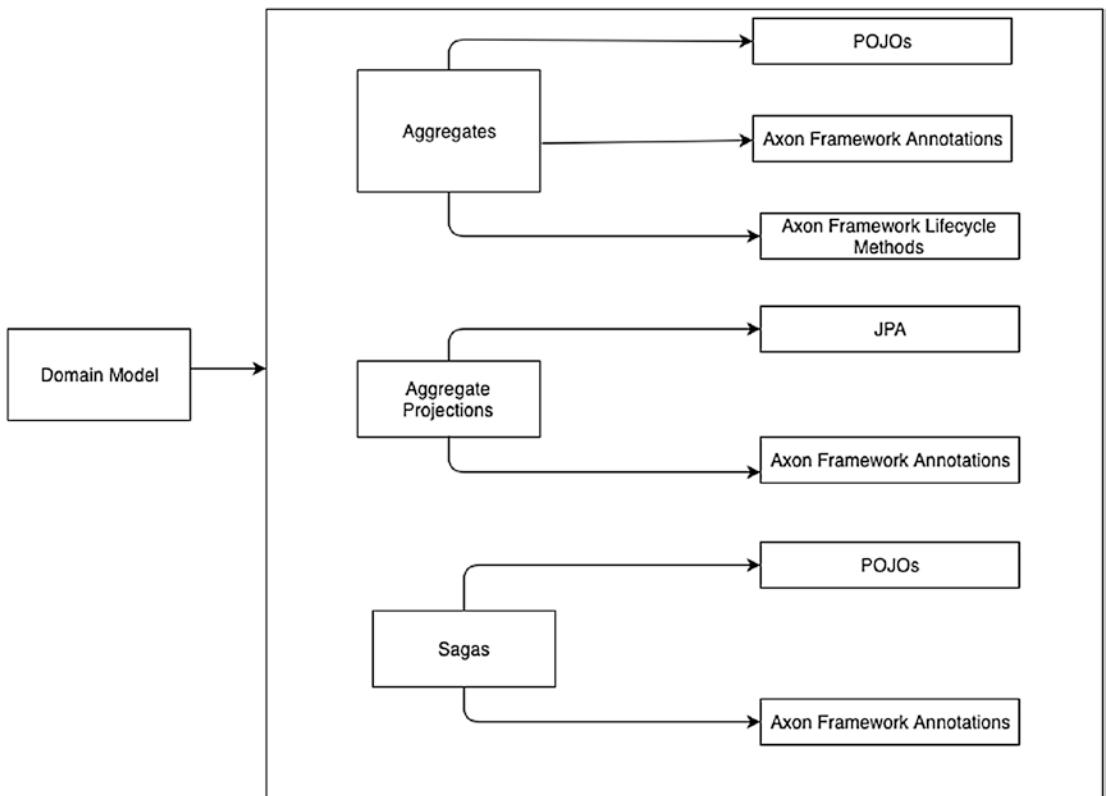 POJOs
Aggregates
Axon Framework Annotations
Axon Framework Lifecycle
Methods
JPA
Domain Model
Aggregate
Projections
Axon Framework Annotations
POJOs
Sagas
Axon Framework Annotations